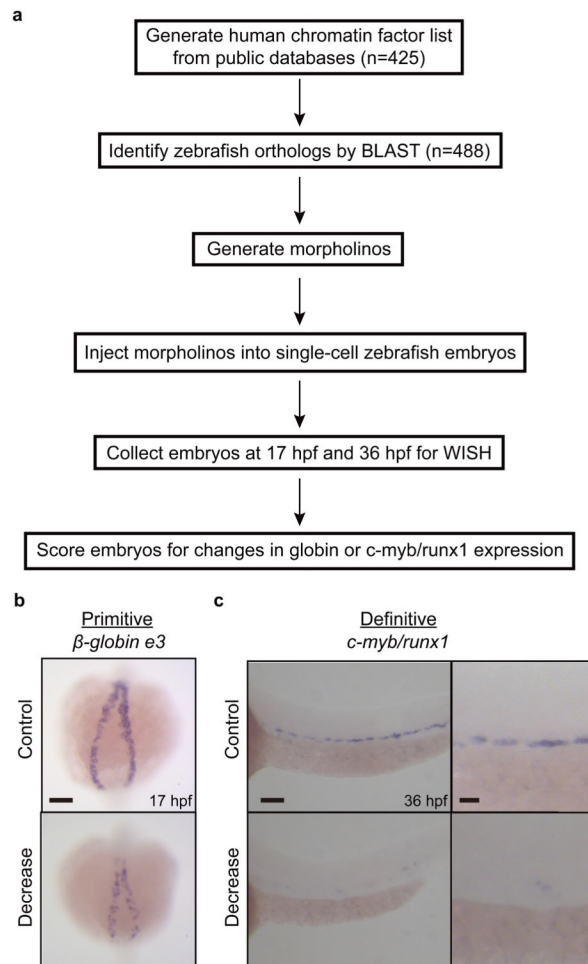 a
Generate human chromatin factor list
from public databases (n=425)
Identify zebrafish orthologs by BLAST (n=488)
Generate morpholinos
Inject morpholinos into single-cell zebrafish embryos
Collect embryos at 17 hpf and 36 hpf for WISH
Score embryos for changes in globin or c-myb/runx1 expression
b
Primitive
β-globin e3
c
Definitive
c-myb/runx1
Control
17 hpf
Control
36 hpf
Decrease
Decrease